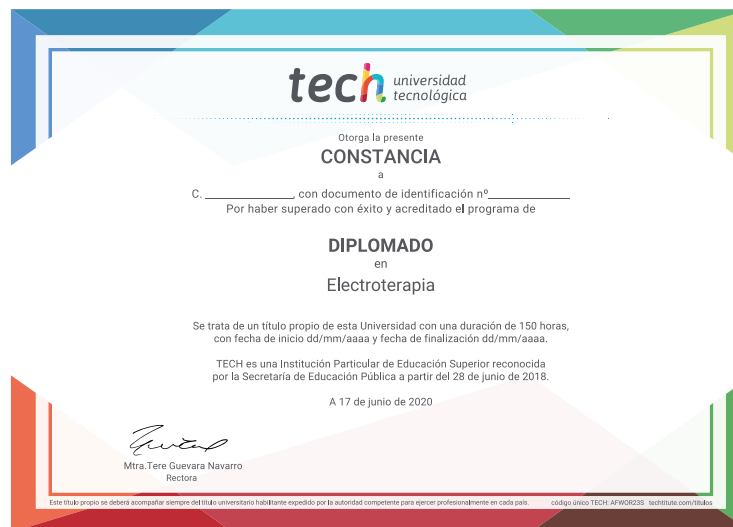 tech universidad
tecnológica
Otorga la presente
CONSTANCIA
a
C. ______________, con documento de identificación nº_____________
Por haber superado con éxito y acreditado el programa de
DIPLOMADO
en
Electroterapia
Se trata de un título propio de esta Universidad con una duración de 150 horas,
con fecha de inicio dd/mm/aaaa y fecha de finalización dd/mm/aaaa.
TECH es una Institución Particular de Educación Superior reconocida
por la Secretaría de Educación Pública a partir del 28 de junio de 2018.
A 17 de junio de 2020
Mtra.Tere Guevara Navarro
Rectora
Este título propio se deberá acompañar siempre del título universitario habilitante expedido por la autoridad competente para ejercer profesionalmente en cada país. código único TECH: AFWOR23S techtitute.com/títulos